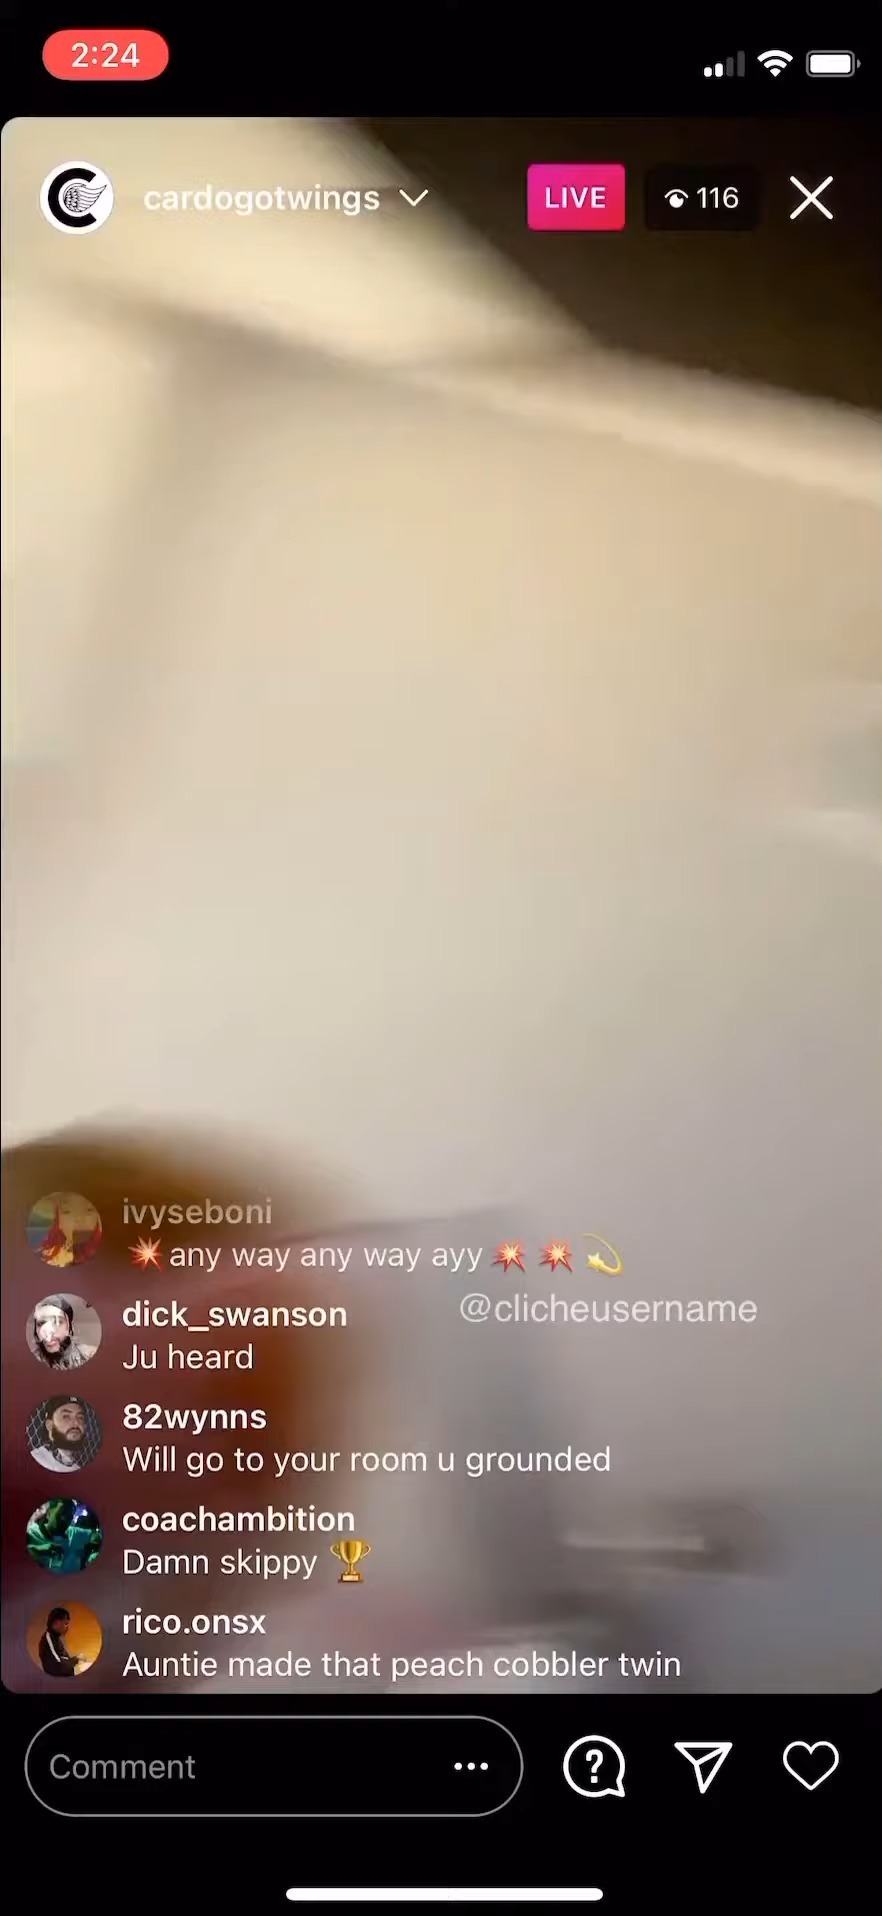 2:24
cardogotwings
LIVE
116
ivyseboni
💥any way any way ayy💥 💥 💫
dick_swanson
@clicheusername
Ju heard
82wynns
Will go to your room u grounded
coachambition
Damn skippy 🏆
rico.onsx
Auntie made that peach cobbler twin
Comment